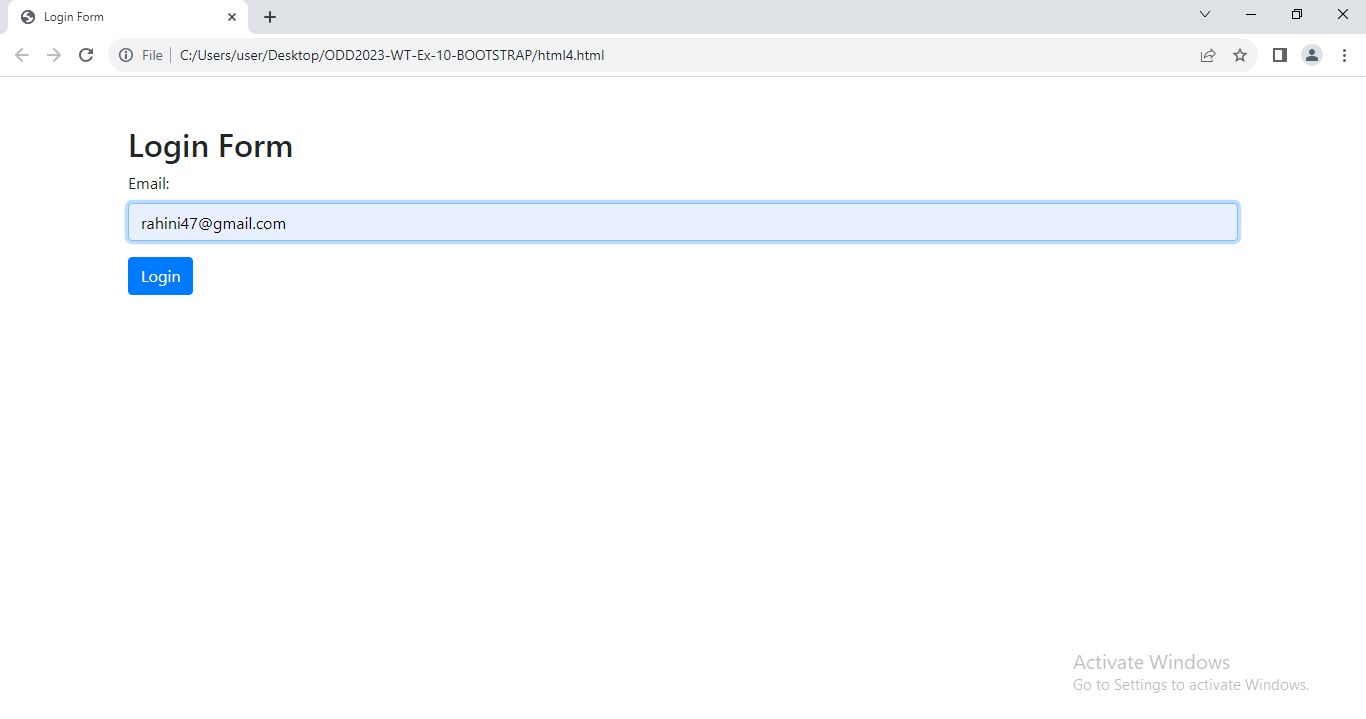 Login Form
File
C:/Users/user/Desktop/ODD2023-WT-Ex-10-BOOTSTRAP/html4.html
Login Form
Email:
rahini47@gmail.com
Login
Activate Windows
Go to Settings to activate Windows.